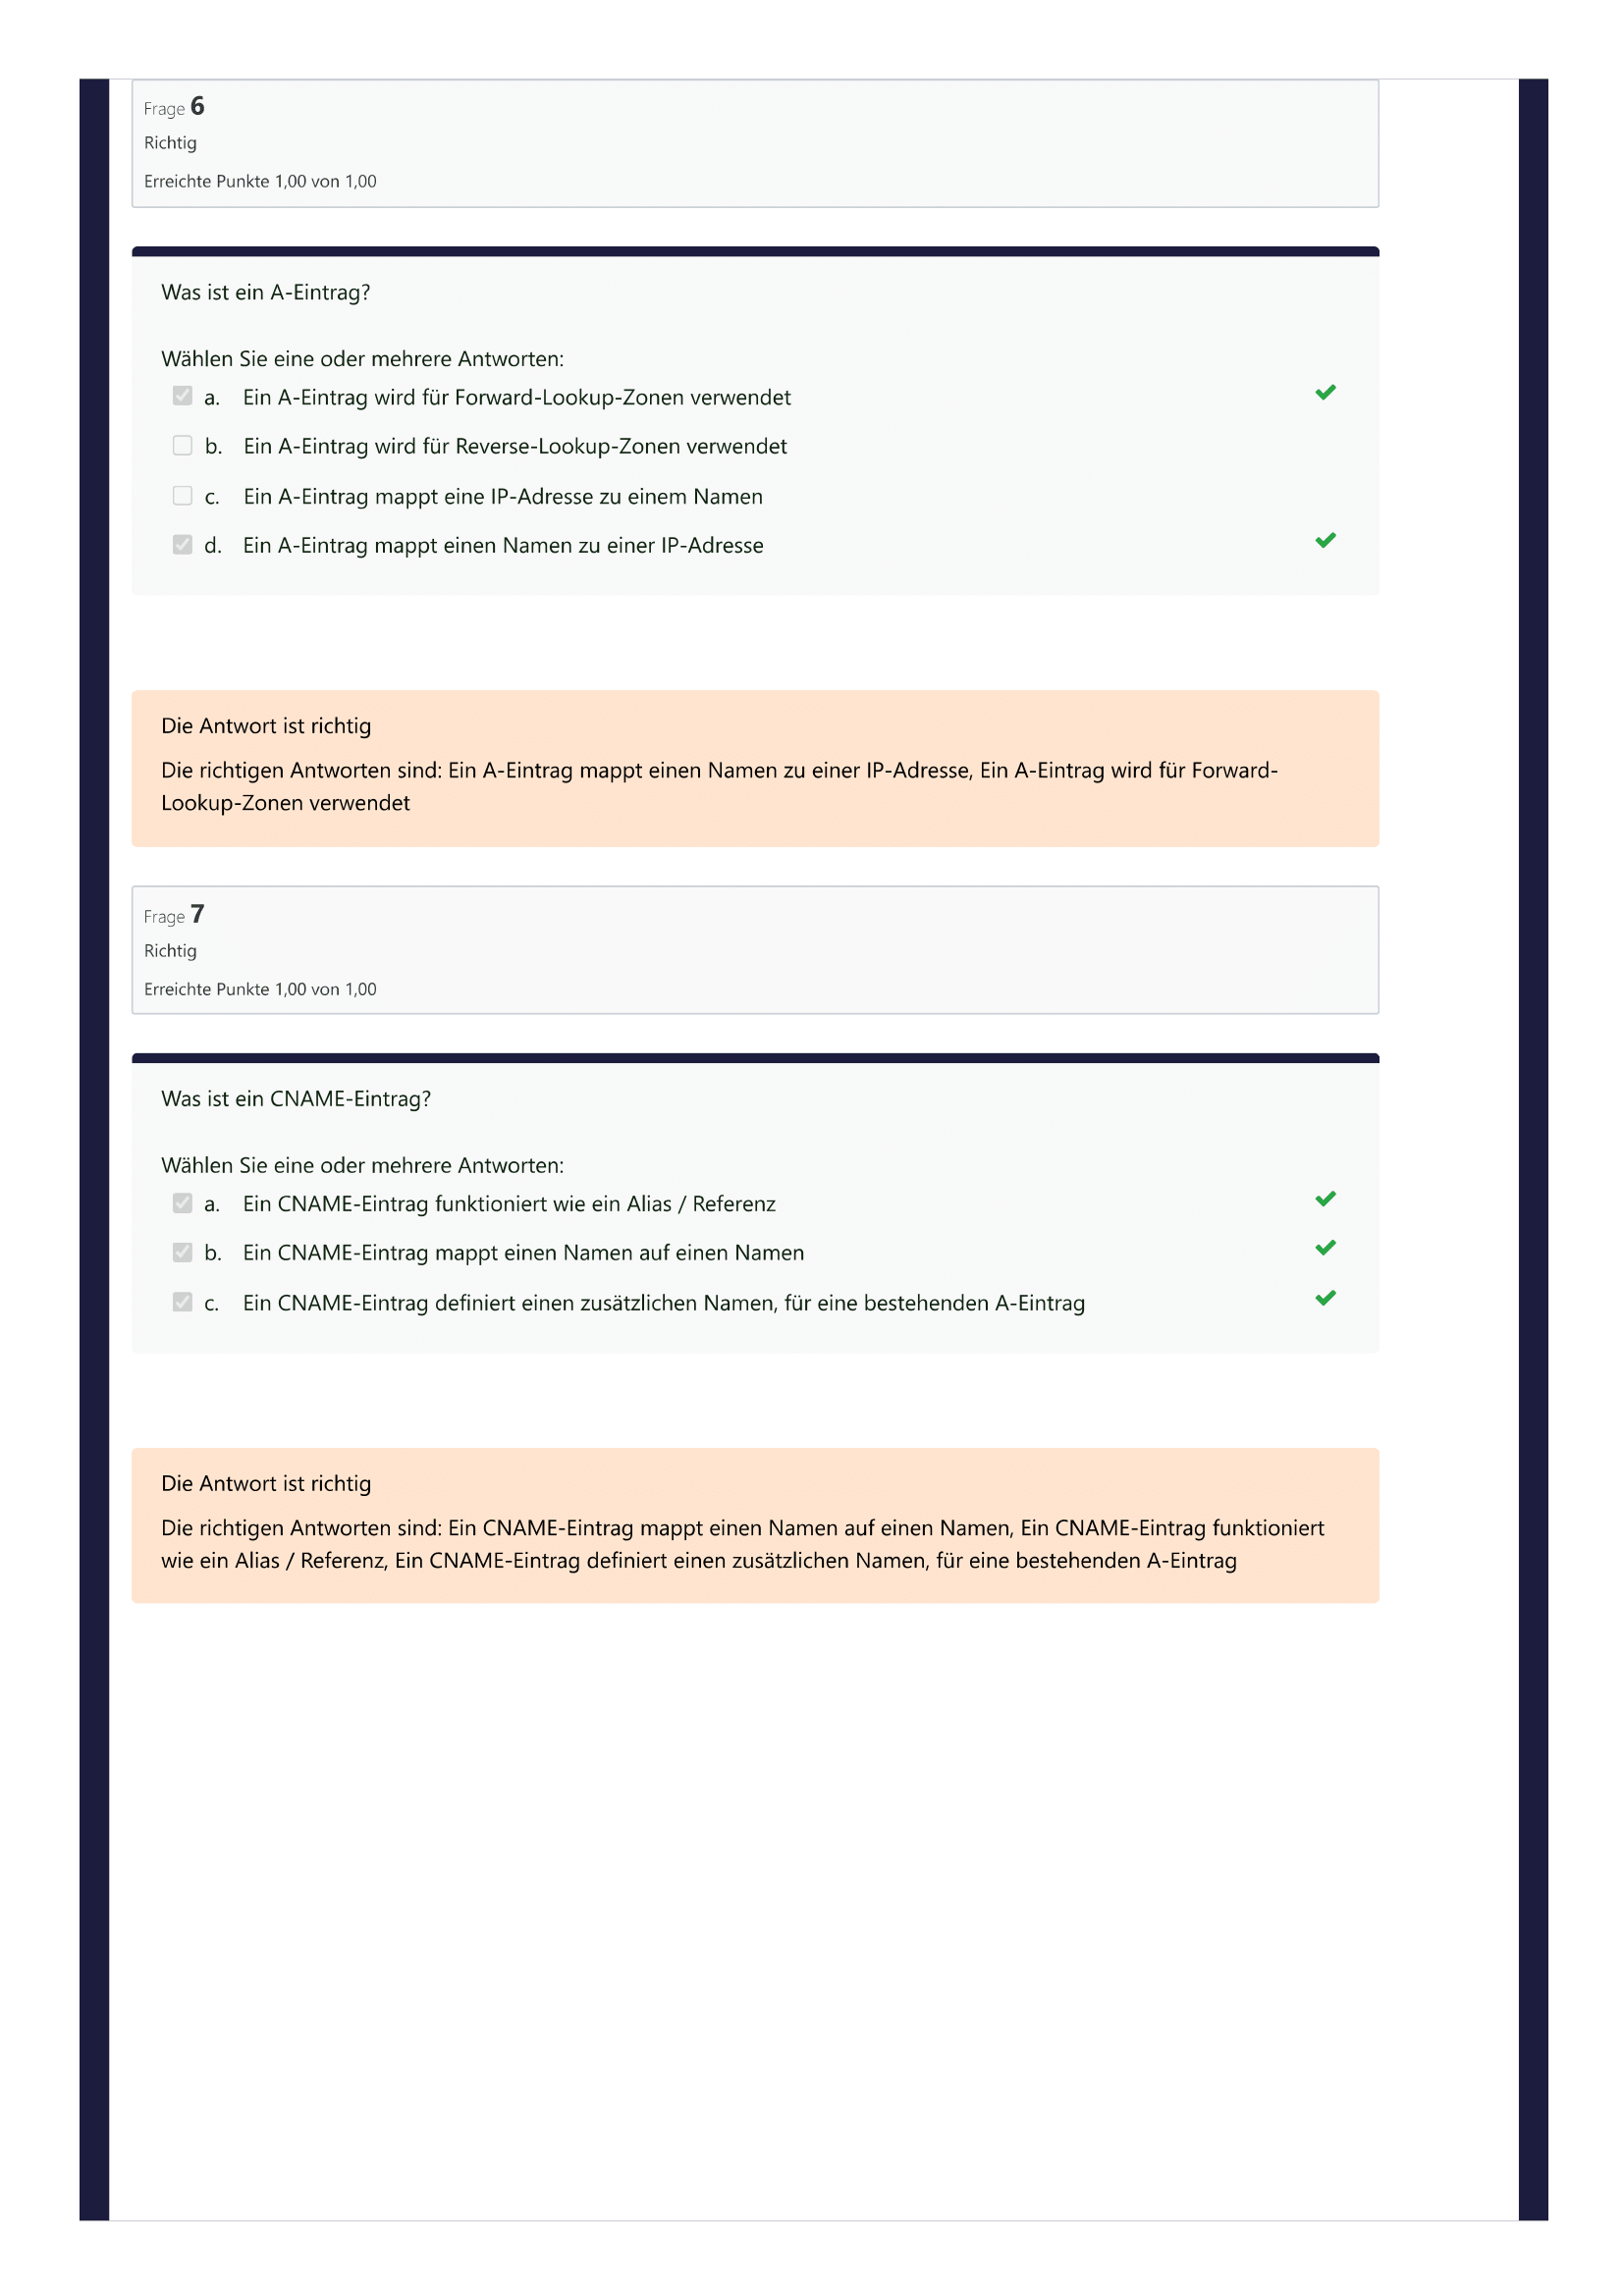 Frage 6
Richtig
Erreichte Punkte 1,00 von 1,00
Was ist ein A-Eintrag?
Wählen Sie eine oder mehrere Antworten:
a. Ein A-Eintrag wird für Forward-Lookup-Zonen verwendet
b. Ein A-Eintrag wird für Reverse-Lookup-Zonen verwendet
c. Ein A-Eintrag mappt eine IP-Adresse zu einem Namen
d. Ein A-Eintrag mappt einen Namen zu einer IP-Adresse
Die Antwort ist richtig
Die richtigen Antworten sind: Ein A-Eintrag mappt einen Namen zu einer IP-Adresse, Ein A-Eintrag wird für Forward-
Lookup-Zonen verwendet
Frage 7
Richtig
Erreichte Punkte 1,00 von 1,00
Was ist ein CNAME-Eintrag?
Wählen Sie eine oder mehrere Antworten:
a. Ein CNAME-Eintrag funktioniert wie ein Alias / Referenz
b. Ein CNAME-Eintrag mappt einen Namen auf einen Namen
c. Ein CNAME-Eintrag definiert einen zusätzlichen Namen, für eine bestehenden A-Eintrag
Die Antwort ist richtig
Die richtigen Antworten sind: Ein CNAME-Eintrag mappt einen Namen auf einen Namen, Ein CNAME-Eintrag funktioniert
wie ein Alias / Referenz, Ein CNAME-Eintrag definiert einen zusätzlichen Namen, für eine bestehenden A-Eintrag